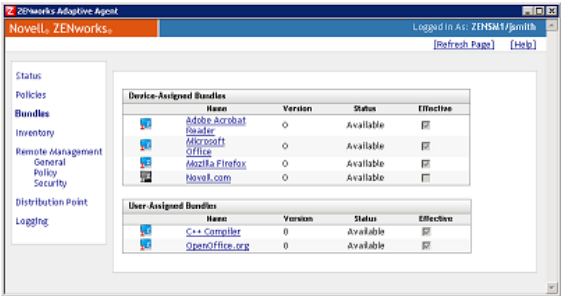 ZENworks Adaptive Agent
Novell® ZENworks®
Logged in As: ZENSM1/jsmith
[Refresh Page] [Help]
Status
Policies
Bundles
Inventory
Remote Management
General
Policy
Security
Distribution Point
Logging
Device-Assigned Bundles
Name Version Status Effective
Adobe Acrobat
Reader 0 Available
Microsoft
Office 0 Available
Mozilla Firefox 0 Available
Novell.com 0 Available
User-Assigned Bundles
Name Version Status Effective
C++ Compiler 0 Available
OpenOffice.org 0 Available